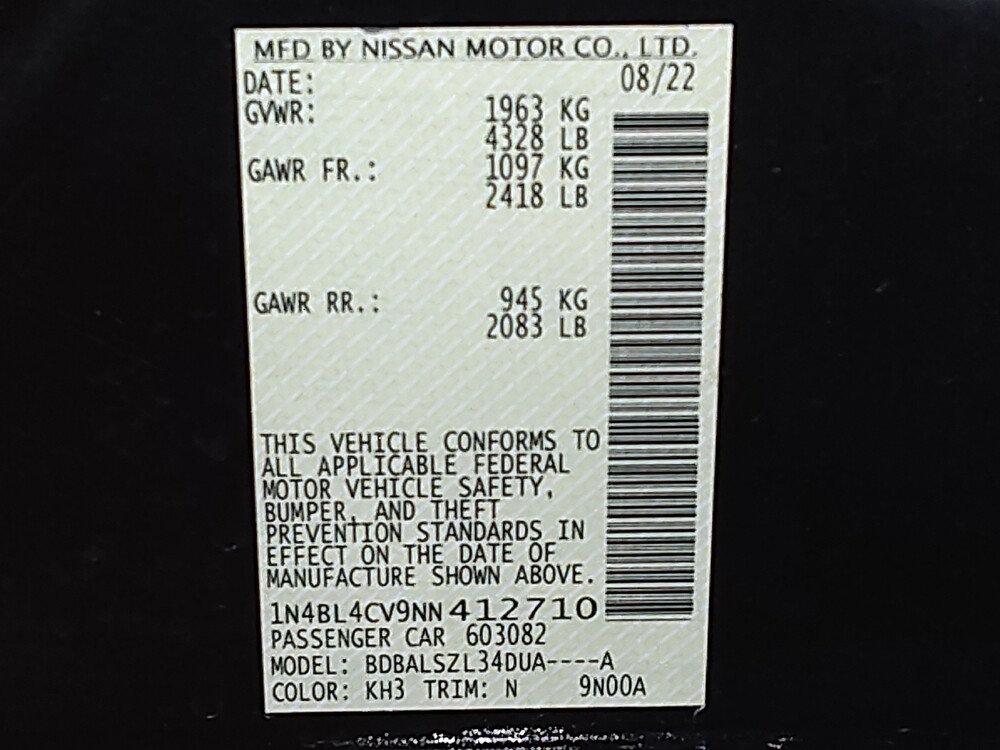 MFD BY NISSAN MOTOR CO., LTD.
DATE: 08/22
GVWR: 1963 KG
4328 LB
GAWR FR.: 1097 KG
2418 LB
GAWR RR.: 945 KG
2083 LB
THIS VEHICLE CONFORMS TO
ALL APPLICABLE FEDERAL
MOTOR VEHICLE SAFETY,
BUMPER, AND THEFT
PREVENTION STANDARDS IN
EFFECT ON THE DATE OF
MANUFACTURE SHOWN ABOVE.
1N4BL4CV9NN412710
PASSENGER CAR 603082
MODEL: BDBALSZL34DUA----A
COLOR: KH3 TRIM: N 9N00A